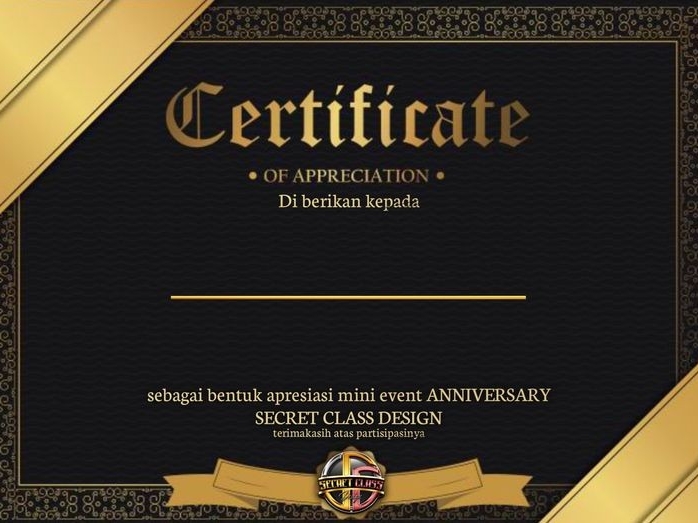 Certificate
• OF APPRECIATION •
Di berikan kepada
sebagai bentuk apresiasi mini event ANNIVERSARY
SECRET CLASS DESIGN
terimakasih atas partisipasinya
SECRET CLASS